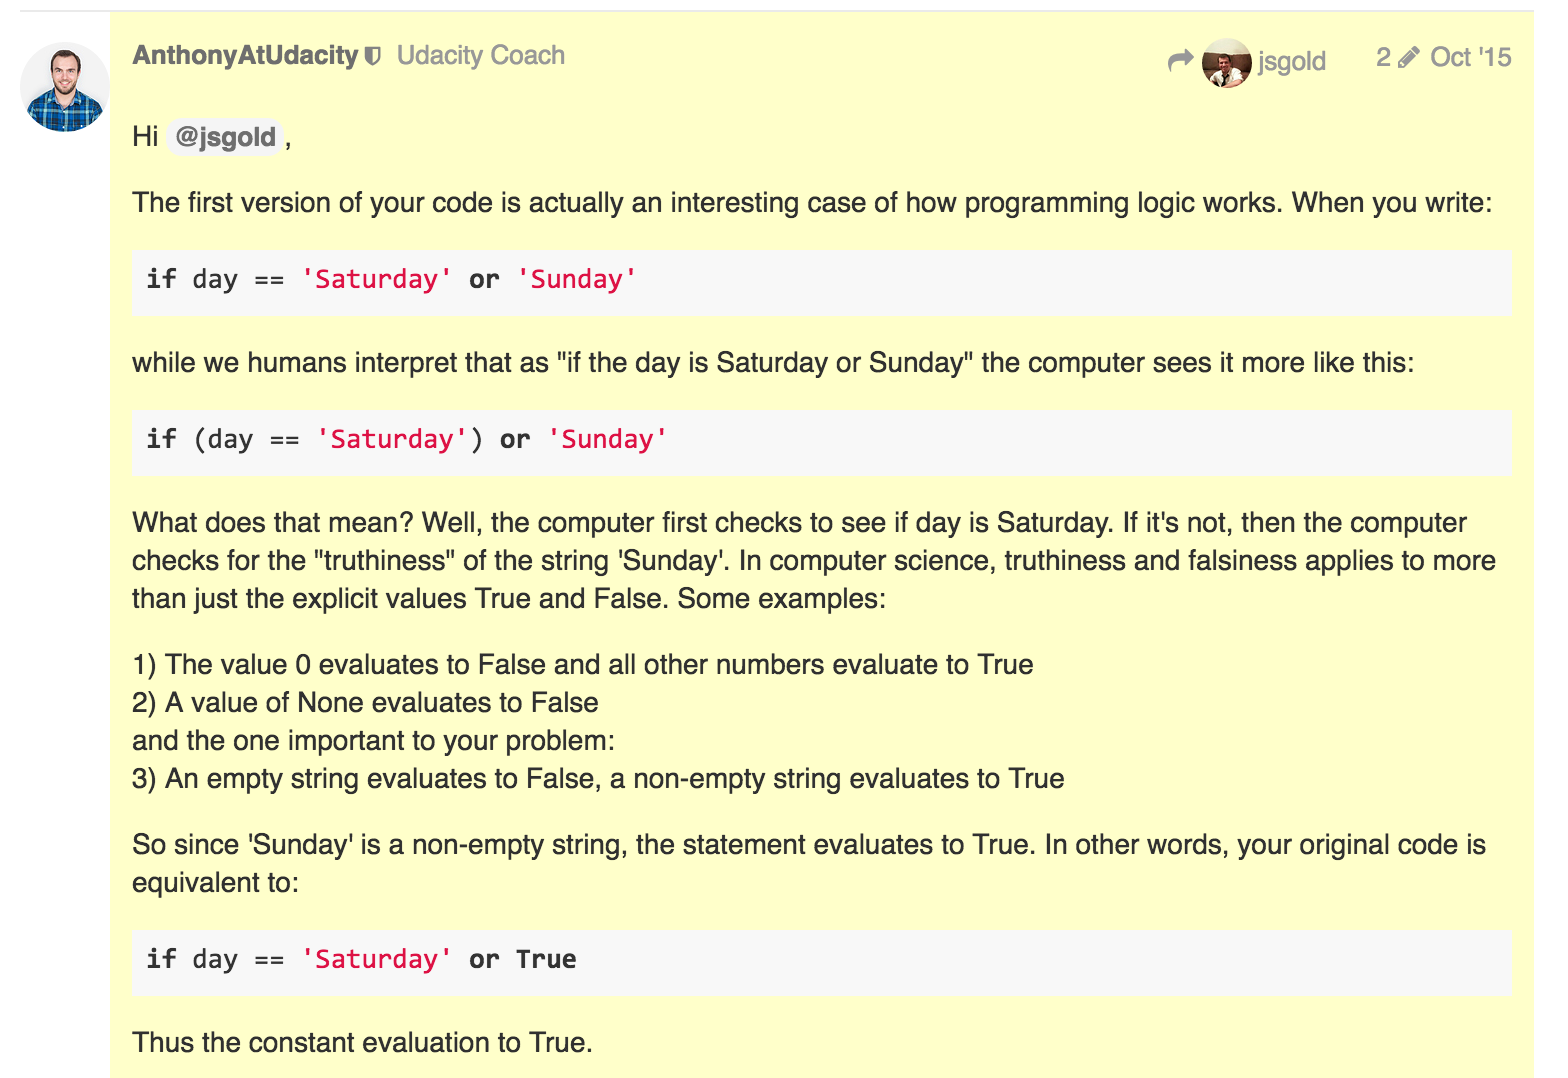 AnthonyAtUdacity Udacity Coach jsgold 2 Oct '15
Hi @jsgold ,
The first version of your code is actually an interesting case of how programming logic works. When you write:
if day == 'Saturday' or 'Sunday'
while we humans interpret that as "if the day is Saturday or Sunday" the computer sees it more like this:
if (day == 'Saturday') or 'Sunday'
What does that mean? Well, the computer first checks to see if day is Saturday. If it's not, then the computer
checks for the "truthiness" of the string 'Sunday'. In computer science, truthiness and falsiness applies to more
than just the explicit values True and False. Some examples:
1) The value 0 evaluates to False and all other numbers evaluate to True
2) A value of None evaluates to False
and the one important to your problem:
3) An empty string evaluates to False, a non-empty string evaluates to True
So since 'Sunday' is a non-empty string, the statement evaluates to True. In other words, your original code is
equivalent to:
if day == 'Saturday' or True
Thus the constant evaluation to True.